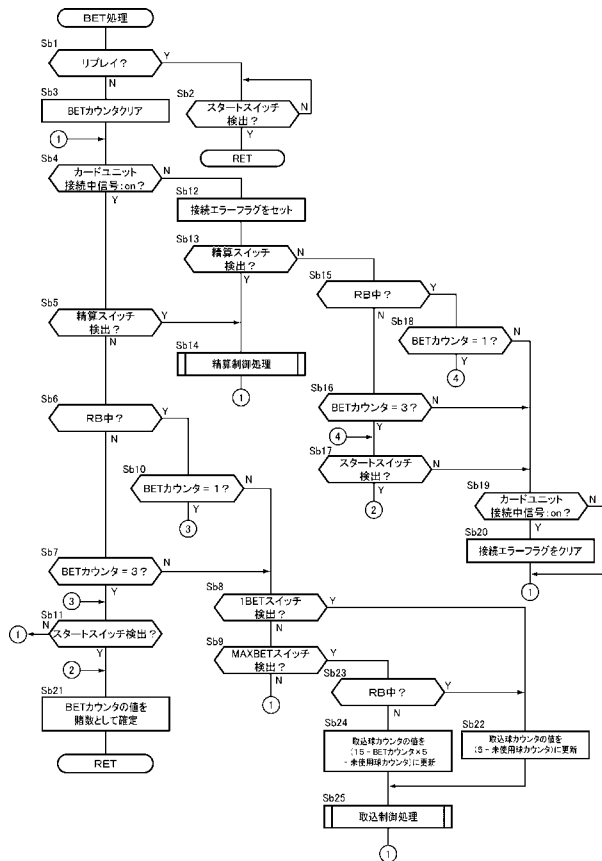 BET処理
Sb1
リプレイ？
Y
N
Sb3
BETカウンタクリア
Sb2
スタートスイッチ
検出？
N
Y
RET
1
Sb4
カードユニット
接続中信号：on？
N
Y
Sb12
接続エラーフラグをセット
Sb13
精算スイッチ
検出？
N
Y
Sb5
精算スイッチ
検出？
Y
N
Sb14
精算制御処理
1
Sb15
RB中？
Y
N
Sb18
BETカウンタ＝1？
N
Y
4
Sb16
BETカウンタ＝3？
N
Y
4
Sb17
スタートスイッチ
検出？
N
Y
2
Sb19
カードユニット
接続中信号：on？
N
Y
Sb20
接続エラーフラグをクリア
1
Sb6
RB中？
Y
N
Sb10
BETカウンタ＝1？
N
Y
3
Sb7
BETカウンタ＝3？
N
Y
3
Sb11
スタートスイッチ検出？
N
1
Y
2
Sb21
BETカウンタの値を
賭数として確定
RET
Sb8
1BETスイッチ
検出？
Y
N
Sb9
MAXBETスイッチ
検出？
Y
N
1
Sb23
RB中？
Y
N
Sb24
取込球カウンタの値を
(15－BETカウンタ×5
－未使用球カウンタ)に更新
Sb22
取込球カウンタの値を
(5－未使用球カウンタ)に更新
Sb25
取込制御処理
1